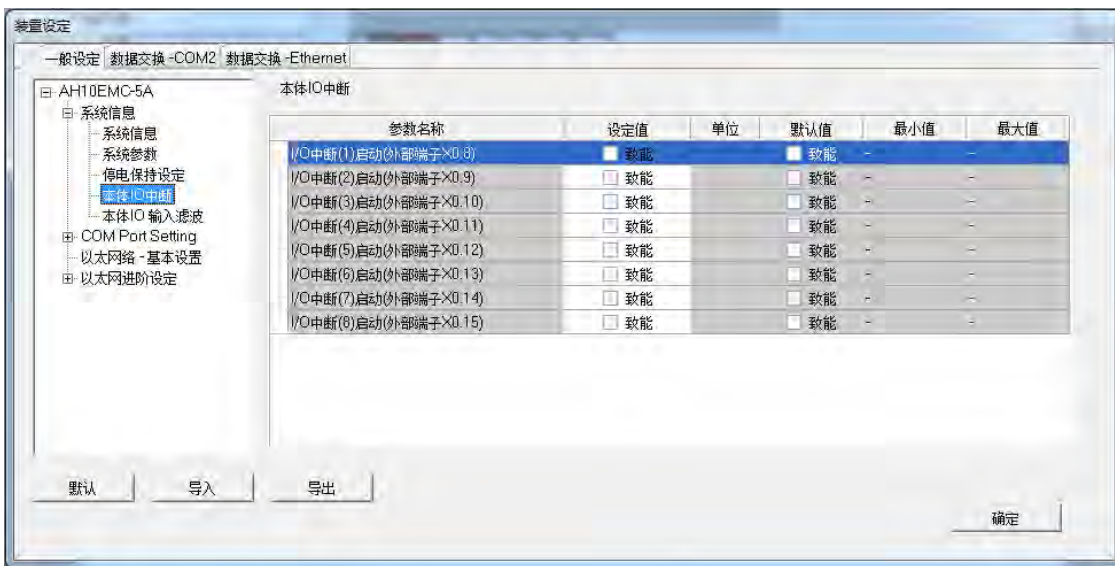 装置设定
一般设定 数据交换 -COM2 数据交换 -Ethernet
AH10EMC-5A
系统信息
系统信息
系统参数
停电保持设定
本体IO中断
本体IO 输入滤波
COM Port Setting
以太网络 - 基本设置
以太网进阶设定
本体IO中断
参数名称 设定值 单位 默认值 最小值 最大值
I/O中断(1)启动(外部端子X0.8) 致能 致能 - -
I/O中断(2)启动(外部端子X0.9) 致能 致能 - -
I/O中断(3)启动(外部端子X0.10) 致能 致能 - -
I/O中断(4)启动(外部端子X0.11) 致能 致能 - -
I/O中断(5)启动(外部端子X0.12) 致能 致能 - -
I/O中断(6)启动(外部端子X0.13) 致能 致能 - -
I/O中断(7)启动(外部端子X0.14) 致能 致能 - -
I/O中断(8)启动(外部端子X0.15) 致能 致能 - -
默认 导入 导出
确定